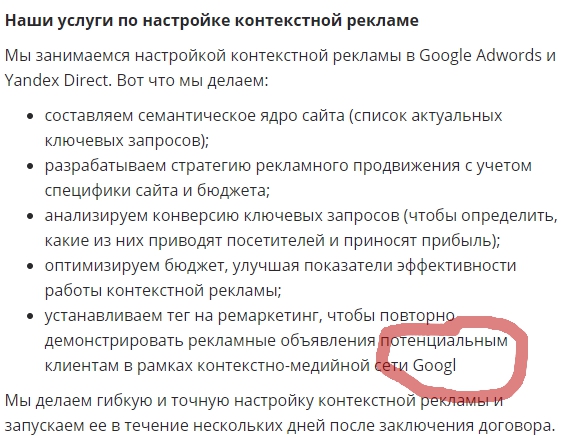 Наши услуги по настройке контекстной рекламе
Мы занимаемся настройкой контекстной рекламы в Google Adwords и
Yandex Direct. Вот что мы делаем:
• составляем семантическое ядро сайта (список актуальных
ключевых запросов);
• разрабатываем стратегию рекламного продвижения с учетом
специфики сайта и бюджета;
• анализируем конверсию ключевых запросов (чтобы определить,
какие из них приводят посетителей и приносят прибыль);
• оптимизируем бюджет, улучшая показатели эффективности
работы контекстной рекламы;
• устанавливаем тег на ремаркетинг, чтобы повторно
демонстрировать рекламные объявления потенциальным
клиентам в рамках контекстно-медийной сети Googl
Мы делаем гибкую и точную настройку контекстной рекламы и
запускаем ее в течение нескольких дней после заключения договора.